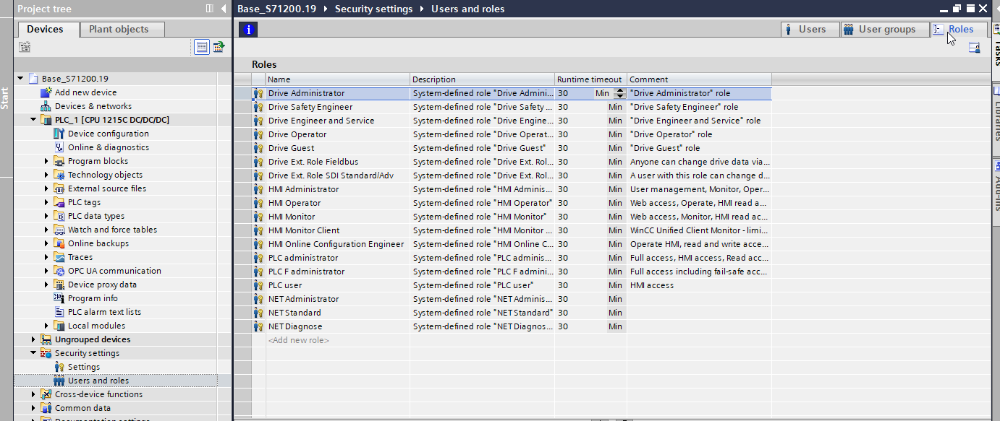 Project tree
Base_S71200.19 Security settings Users and roles
Start
Devices Plant objects
Users User groups Roles
Tasks
Libraries
Add-Ins
Base_S71200.19
Add new device
Devices & networks
PLC_1 [CPU 1215C DC/DC/DC]
Device configuration
Online & diagnostics
Program blocks
Technology objects
External source files
PLC tags
PLC data types
Watch and force tables
Online backups
Traces
OPC UA communication
Device proxy data
Program info
PLC alarm text lists
Local modules
Ungrouped devices
Security settings
Settings
Users and roles
Cross-device functions
Common data
Documentation settings
Roles
Name Description Runtime timeout Comment
Drive Administrator System-defined role "Drive Admini... 30 Min "Drive Administrator" role
Drive Safety Engineer System-defined role "Drive Safety ... 30 Min "Drive Safety Engineer" role
Drive Engineer and Service System-defined role "Drive Engine... 30 Min "Drive Engineer and Service" role
Drive Operator System-defined role "Drive Operat... 30 Min "Drive Operator" role
Drive Guest System-defined role "Drive Guest" 30 Min "Drive Guest" role
Drive Ext. Role Fieldbus System-defined role "Drive Ext. Rol... 30 Min Anyone can change drive data via...
Drive Ext. Role SDI Standard/Adv System-defined role "Drive Ext. Rol... 30 Min A user with this role can change d...
HMI Administrator System-defined role "HMI Adminis... 30 Min User management, Monitor, Oper...
HMI Operator System-defined role "HMI Operator" 30 Min Web access, Operate, HMI read a...
HMI Monitor System-defined role "HMI Monitor" 30 Min Web access, Monitor, HMI read ac...
HMI Monitor Client System-defined role "HMI Monitor ... 30 Min WinCC Unified Client Monitor - limi...
HMI Online Configuration Engineer System-defined role "HMI Online C... 30 Min Operate HMI, read and write acce...
PLC administrator System-defined role "PLC adminis... 30 Min Full access, HMI access, Read acc...
PLC F administrator System-defined role "PLC F admini... 30 Min Full access including fail-safe acc...
PLC user System-defined role "PLC user" 30 Min HMI access
NET Administrator System-defined role "NET Adminis... 30 Min
NET Standard System-defined role "NET Standard" 30 Min
NET Diagnose System-defined role "NET Diagnos... 30 Min
<Add new role>